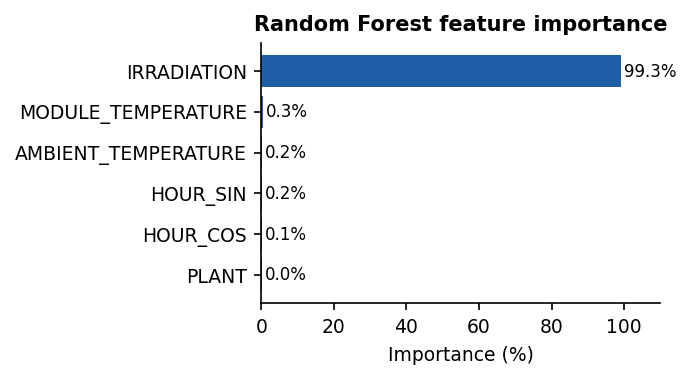 Random Forest feature importance
IRRADIATION 99.3%
MODULE_TEMPERATURE 0.3%
AMBIENT_TEMPERATURE 0.2%
HOUR_SIN 0.2%
HOUR_COS 0.1%
PLANT 0.0%
0 20 40 60 80 100
Importance (%)